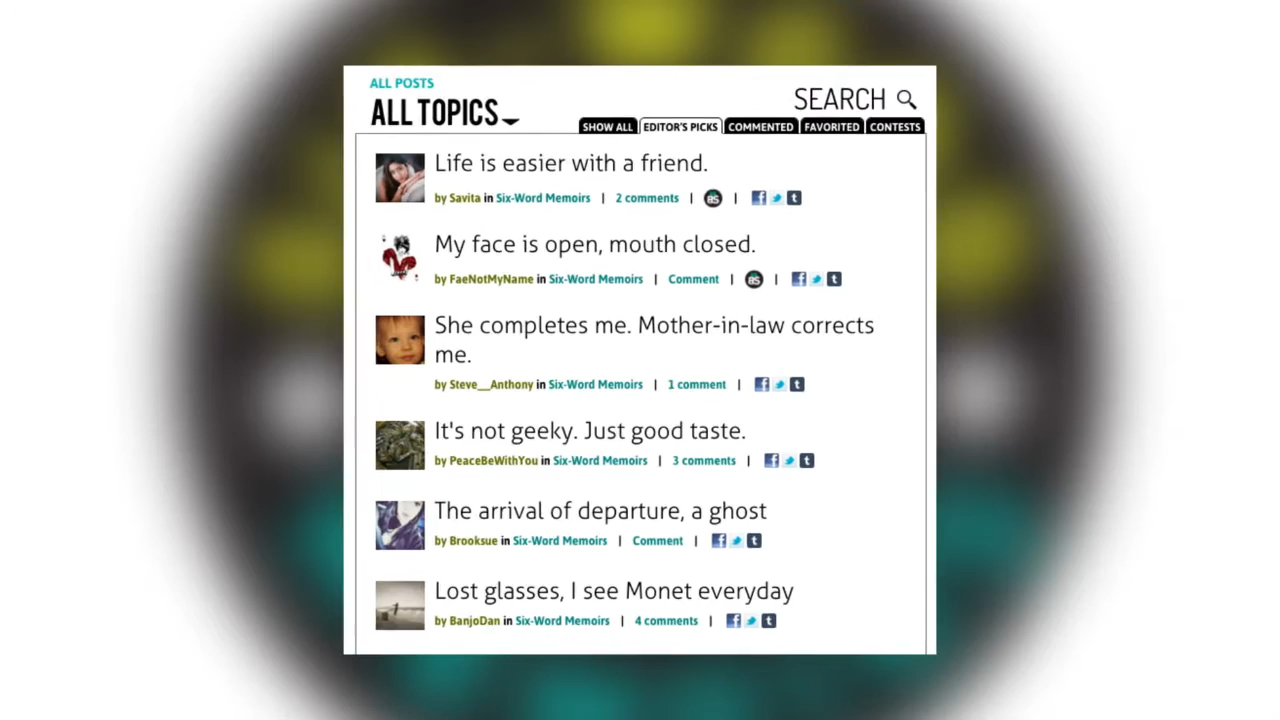 ALL POSTS
ALL TOPICS
SEARCH
SHOW ALL EDITOR'S PICKS COMMENTED FAVORITED CONTESTS
Life is easier with a friend.
by Savita in Six-Word Memoirs | 2 comments | as | f t
My face is open, mouth closed.
by FaeNotMyName in Six-Word Memoirs | Comment | as | f t
She completes me. Mother-in-law corrects
me.
by Steve__Anthony in Six-Word Memoirs | 1 comment | f t
It's not geeky. Just good taste.
by PeaceBeWithYou in Six-Word Memoirs | 3 comments | f t
The arrival of departure, a ghost
by Brooksue in Six-Word Memoirs | Comment | f t
Lost glasses, I see Monet everyday
by BanjoDan in Six-Word Memoirs | 4 comments | f t